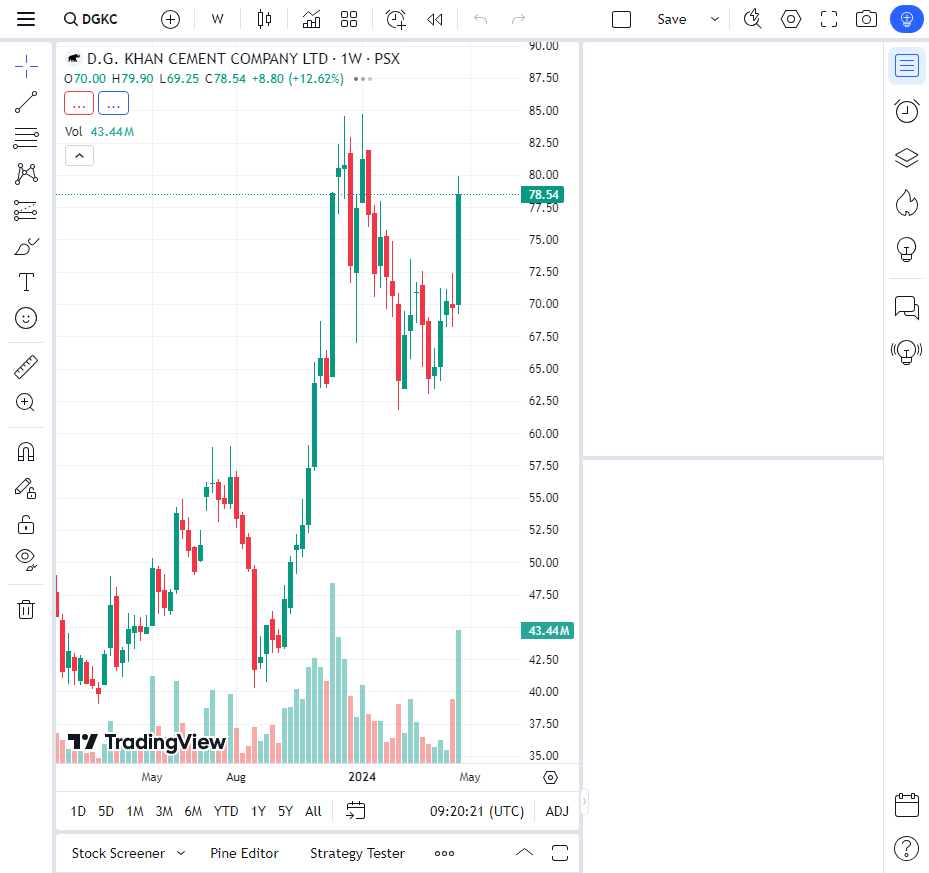 DGKC
W
Save
D.G. KHAN CEMENT COMPANY LTD · 1W · PSX
O70.00 H79.90 L69.25 C78.54 +8.80 (+12.62%)
...
...
Vol 43.44M
90.00
87.50
85.00
82.50
80.00
78.54
77.50
75.00
72.50
70.00
67.50
65.00
62.50
60.00
57.50
55.00
52.50
50.00
47.50
43.44M
42.50
40.00
37.50
35.00
TradingView
May Aug 2024 May
1D 5D 1M 3M 6M YTD 1Y 5Y All 09:20:21 (UTC) ADJ
Stock Screener Pine Editor Strategy Tester